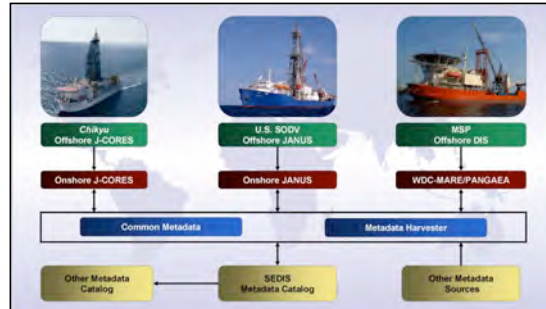 Chikyu
Offshore J-CORES
U.S. SODV
Offshore JANUS
MSP
Offshore DIS
Onshore J-CORES
Onshore JANUS
WDC-MARE/PANGAEA
Common Metadata
Metadata Harvester
Other Metadata
Catalog
SEDIS
Metadata Catalog
Other Metadata
Sources